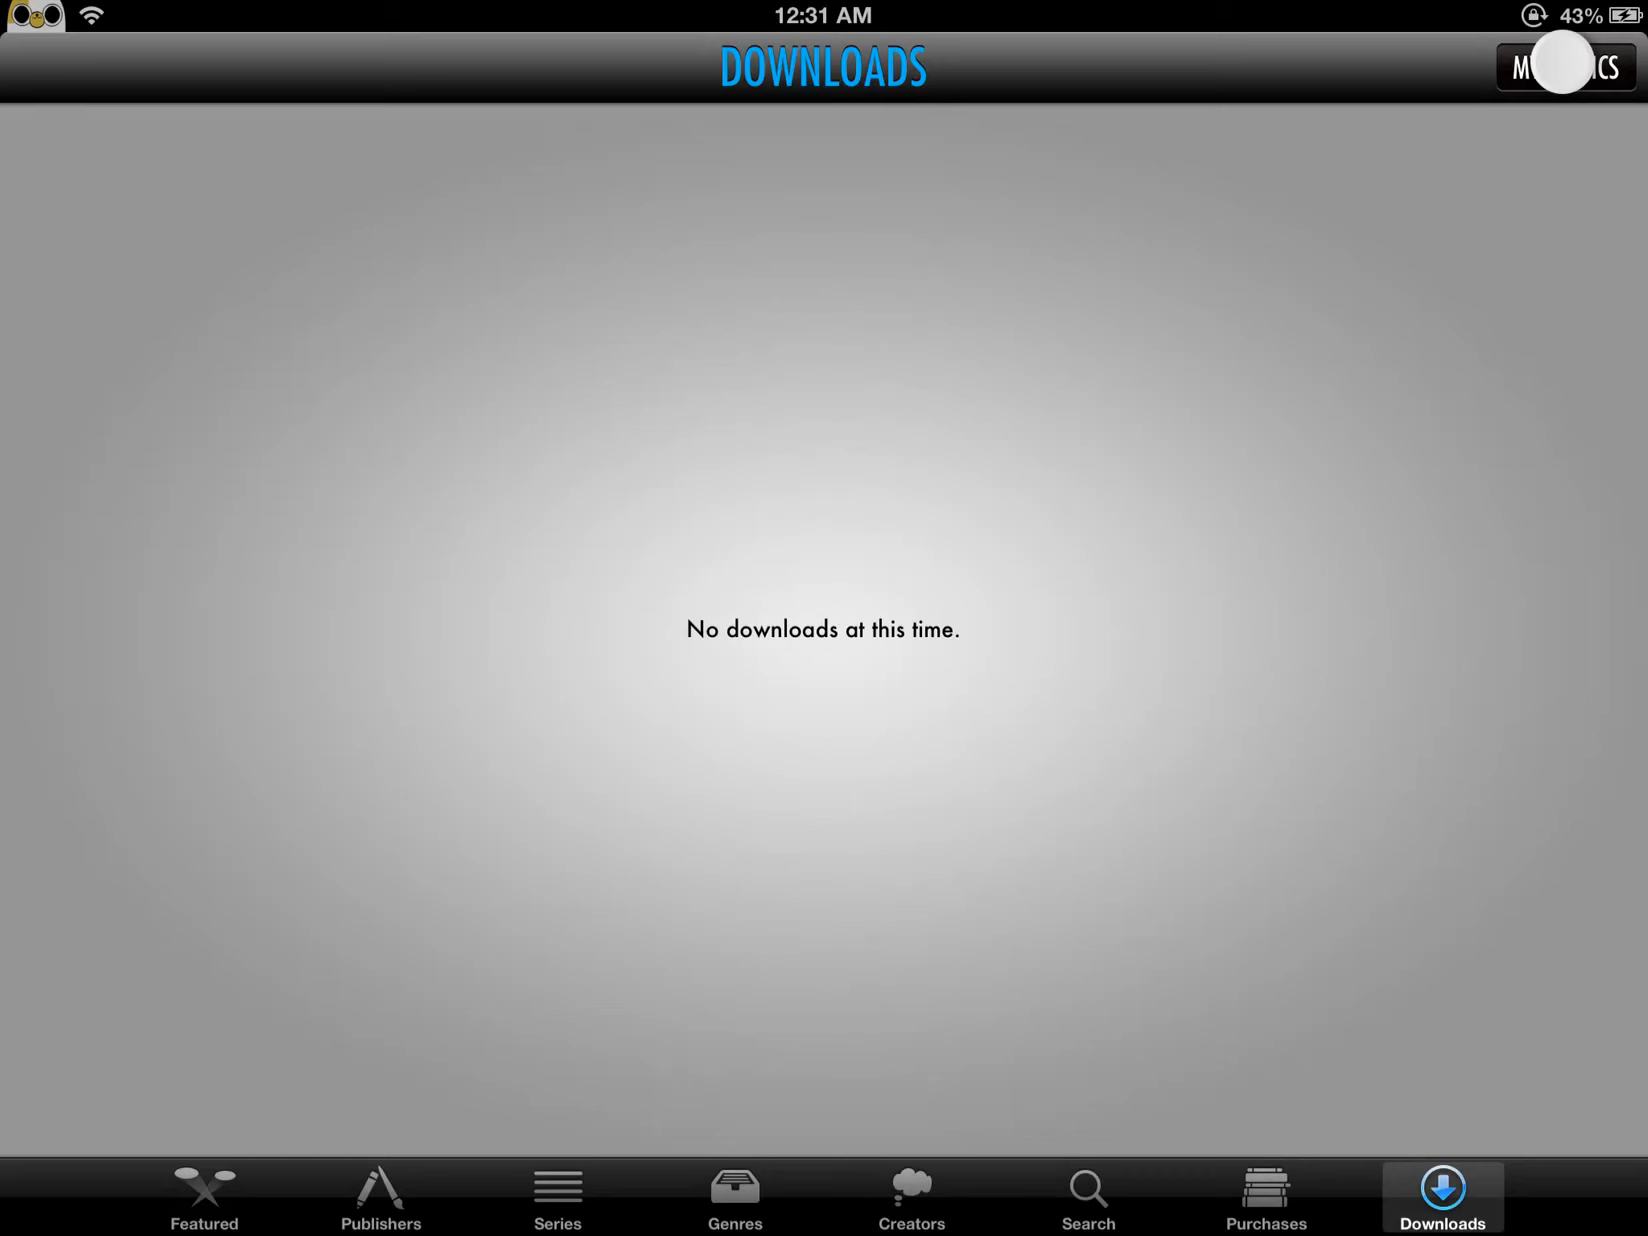 12:31 AM
43%
DOWNLOADS
No downloads at this time.
Featured
Publishers
Series
Genres
Creators
Search
Purchases
Downloads